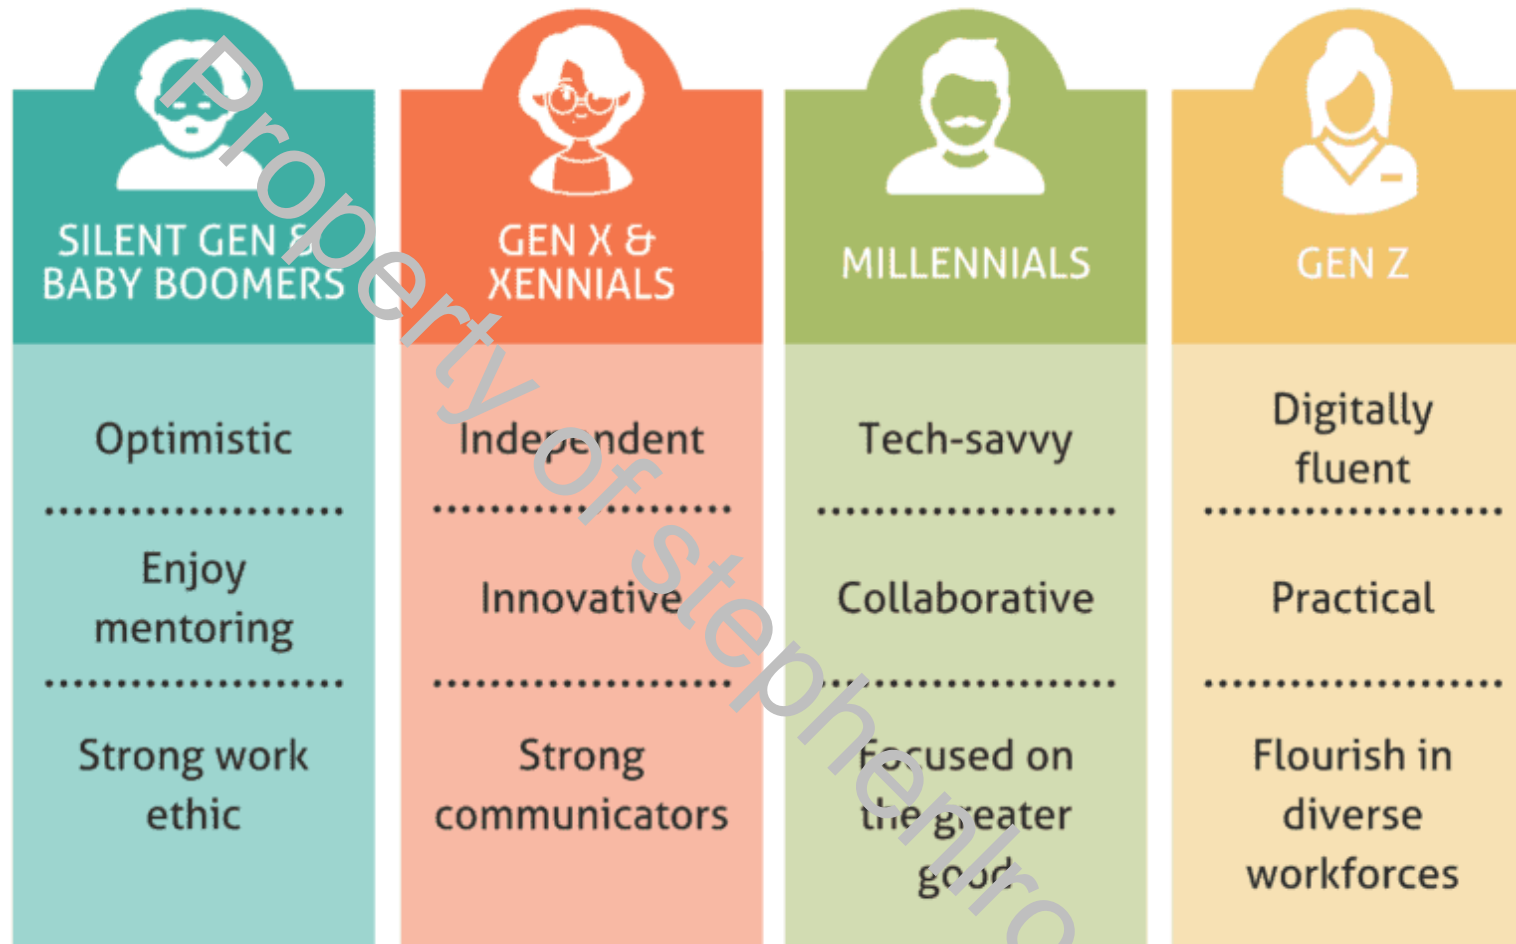 SILENT GEN &
BABY BOOMERS
Optimistic
Enjoy
mentoring
Strong work
ethic
GEN X &
XENNIALS
Independent
Innovative
Strong
communicators
MILLENNIALS
Tech-savvy
Collaborative
Focused on
the greater
good
GEN Z
Digitally
fluent
Practical
Flourish in
diverse
workforces
Property of stephenlro